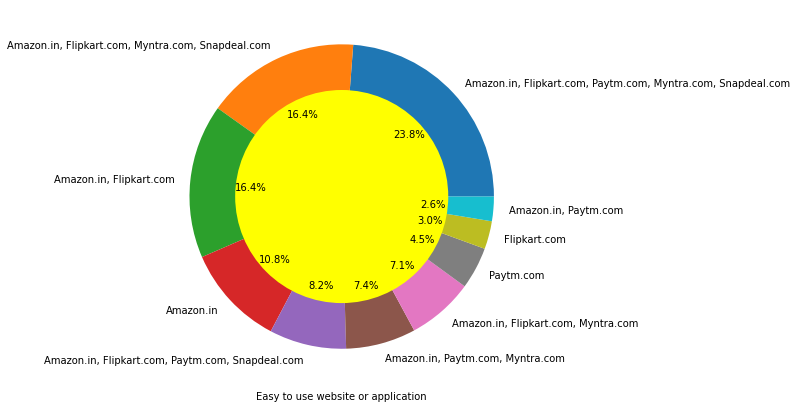 Amazon.in, Flipkart.com, Myntra.com, Snapdeal.com
Amazon.in, Flipkart.com, Paytm.com, Myntra.com, Snapdeal.com
16.4%
23.8%
Amazon.in, Flipkart.com
16.4%
2.6%
Amazon.in, Paytm.com
3.0%
Flipkart.com
4.5%
10.8%
7.1%
Paytm.com
8.2%
7.4%
Amazon.in
Amazon.in, Flipkart.com, Myntra.com
Amazon.in, Flipkart.com, Paytm.com, Snapdeal.com
Amazon.in, Paytm.com, Myntra.com
Easy to use website or application